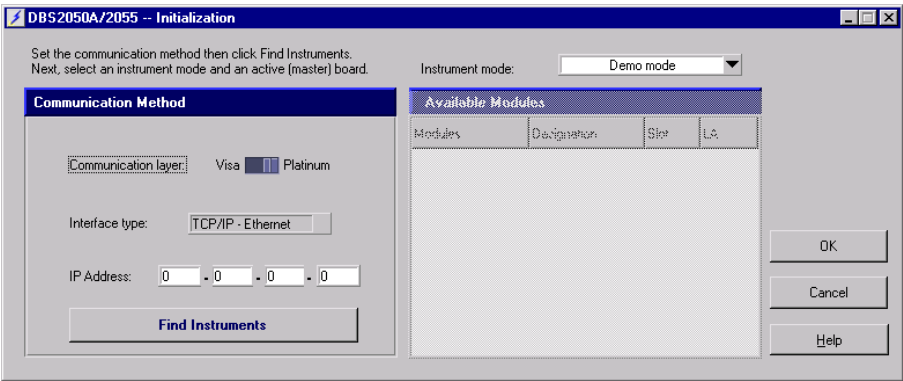 DBS2050A/2055 -- Initialization
Set the communication method then click Find Instruments.
Next, select an instrument mode and an active (master) board.
Instrument mode:
Demo mode
Communication Method
Communication layer:
Visa
Platinum
Interface type:
TCP/IP - Ethernet
IP Address:
0 . 0 . 0 . 0
Find Instruments
Available Modules
Modules Designation Slot LA
OK
Cancel
Help